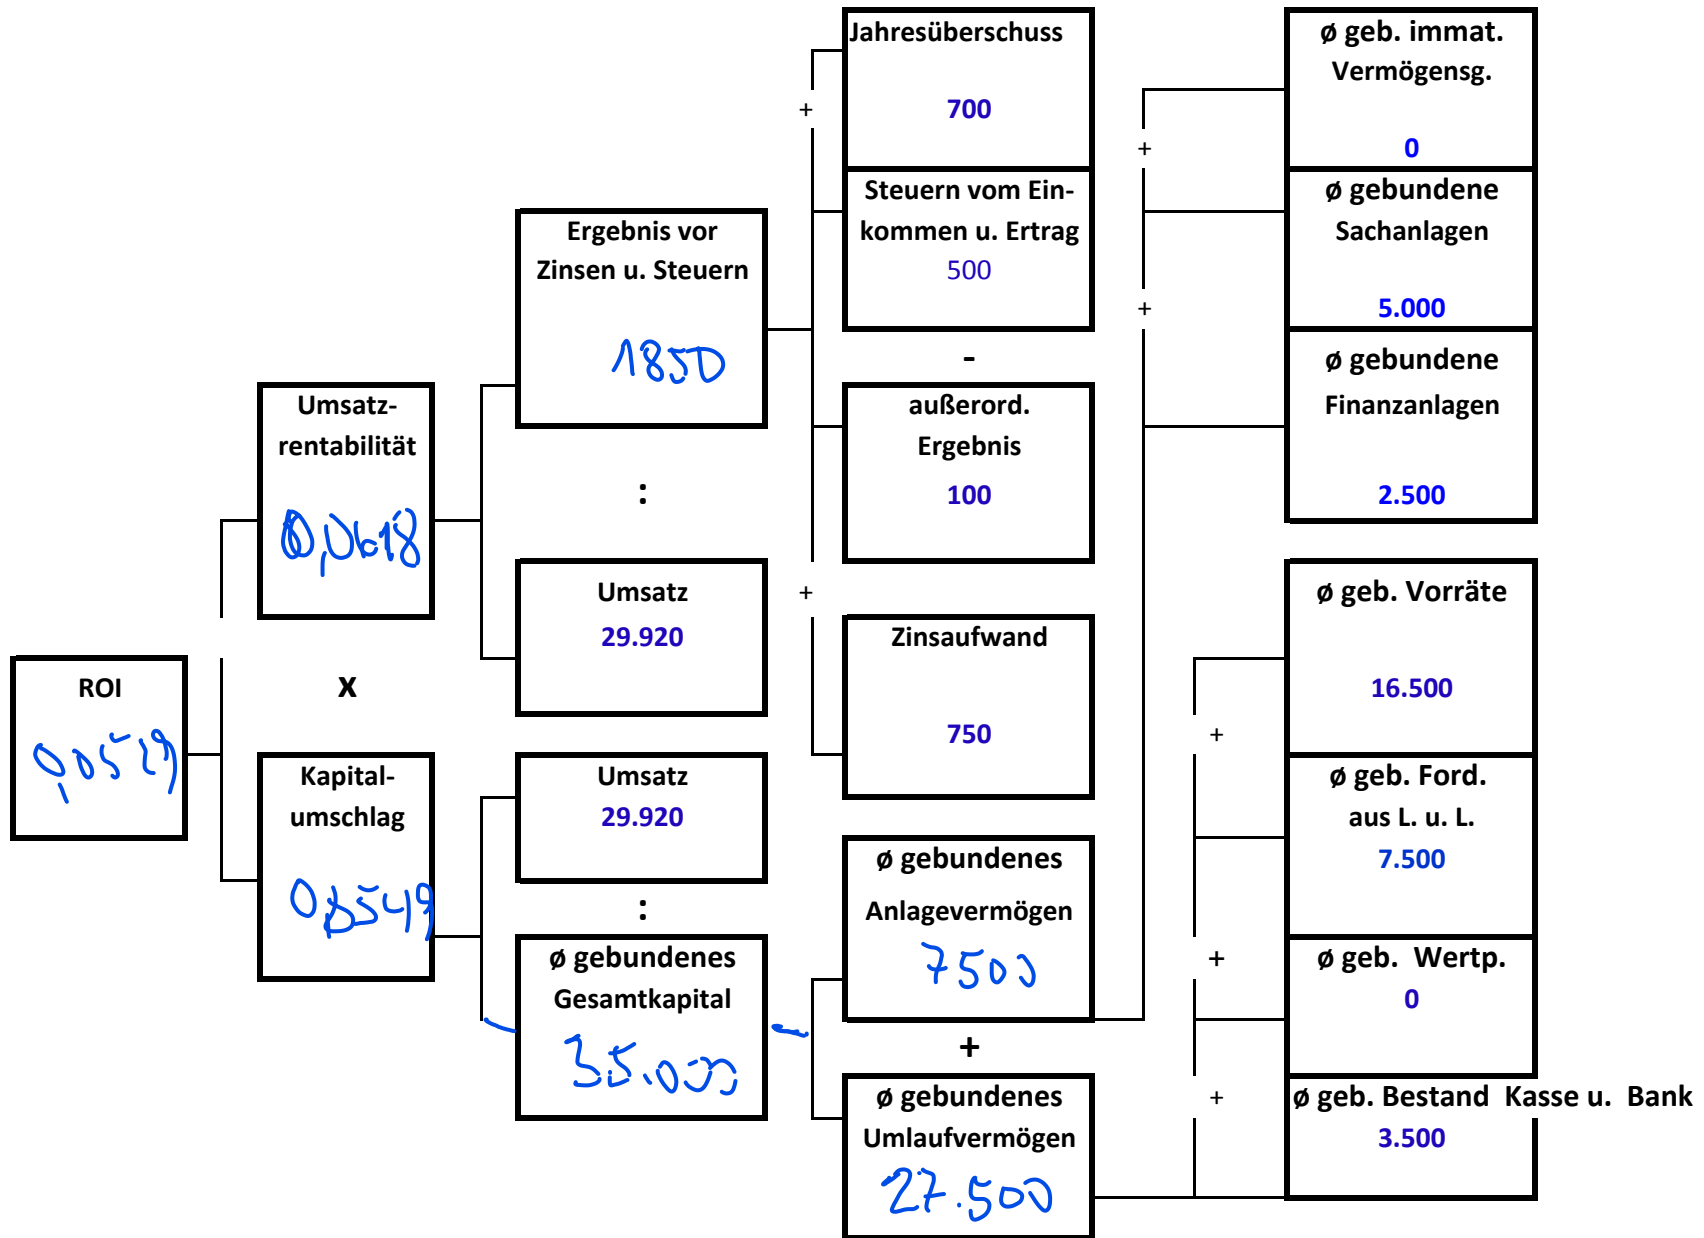 ROI
0,0529
Umsatz-
rentabilität
0,0618
x
Kapital-
umschlag
0,8549
Ergebnis vor
Zinsen u. Steuern
1850
:
Umsatz
29.920
Umsatz
29.920
:
ø gebundenes
Gesamtkapital
35.000
+
Jahresüberschuss
700
Steuern vom Ein-
kommen u. Ertrag
500
-
außerord.
Ergebnis
100
+
Zinsaufwand
750
ø gebundenes
Anlagevermögen
7500
+
ø gebundenes
Umlaufvermögen
27.500
+
+
ø geb. immat.
Vermögensg.
0
ø gebundene
Sachanlagen
5.000
ø gebundene
Finanzanlagen
2.500
+
+
+
ø geb. Vorräte
16.500
ø geb. Ford.
aus L. u. L.
7.500
ø geb. Wertp.
0
ø geb. Bestand Kasse u. Bank
3.500